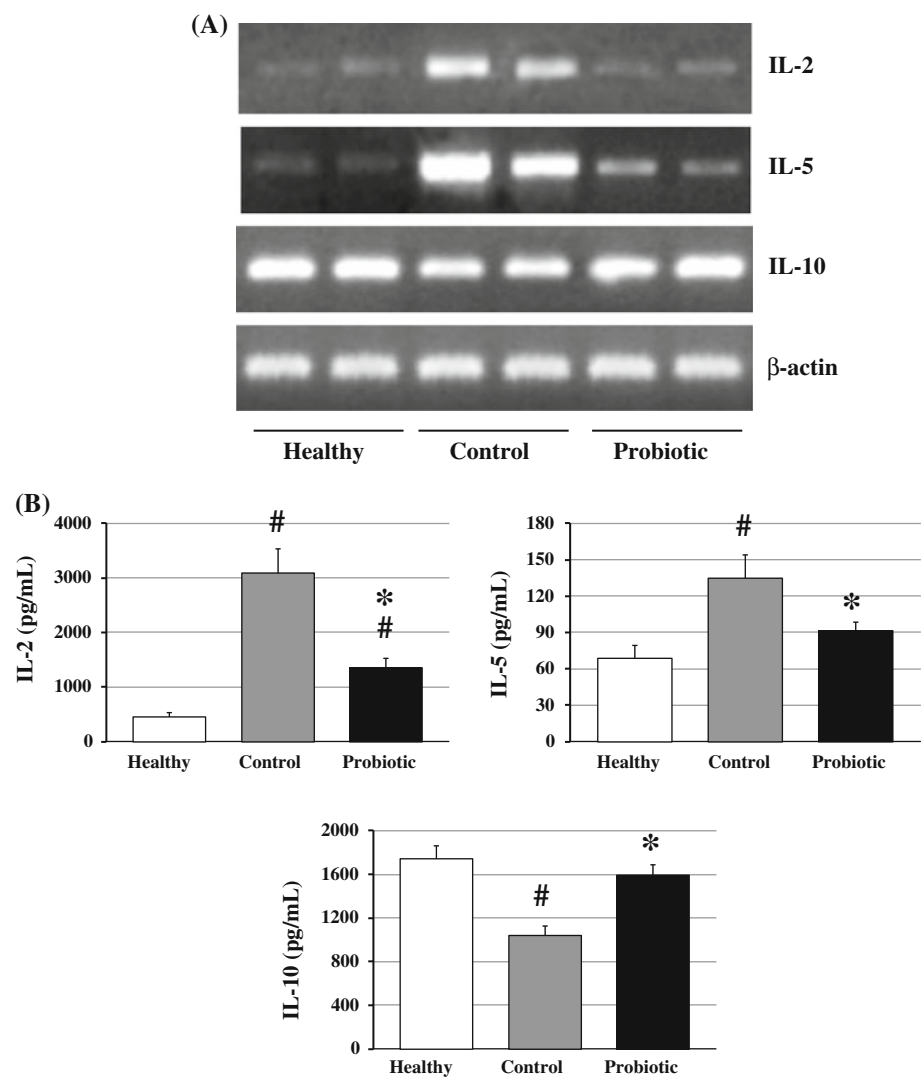 (A)
IL-2
IL-5
IL-10
β-actin
Healthy Control Probiotic
(B)
IL-2 (pg/mL)
4000
3000
2000
1000
0
#
*
#
Healthy Control Probiotic
IL-5 (pg/mL)
180
150
120
90
60
30
0
#
*
Healthy Control Probiotic
IL-10 (pg/mL)
2000
1600
1200
800
400
0
#
*
Healthy Control Probiotic